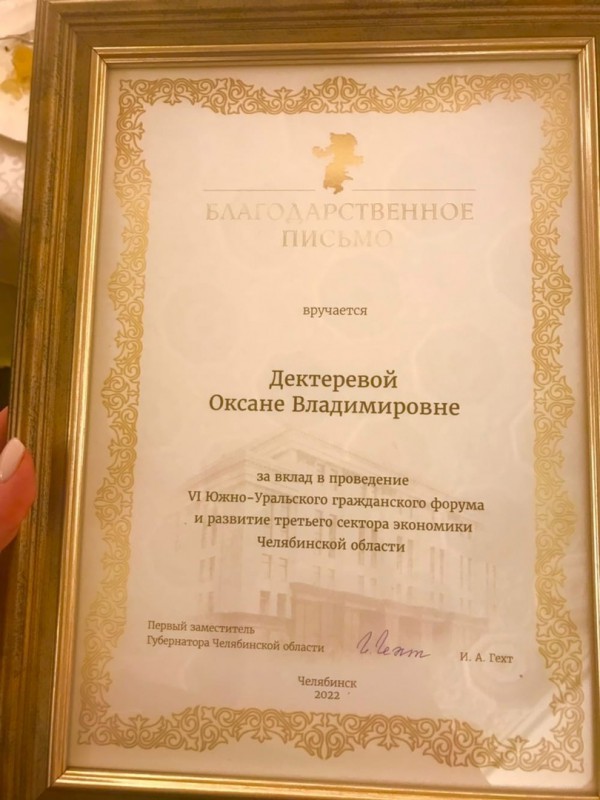 БЛАГОДАРСТВЕННОЕ
ПИСЬМО
вручается
Дектеревой
Оксане Владимировне
за вклад в проведение
VI Южно-Уральского гражданского форума
и развитие третьего сектора экономики
Челябинской области
Первый заместитель
Губернатора Челябинской области
И. Гехт
И. А. Гехт
Челябинск
2022